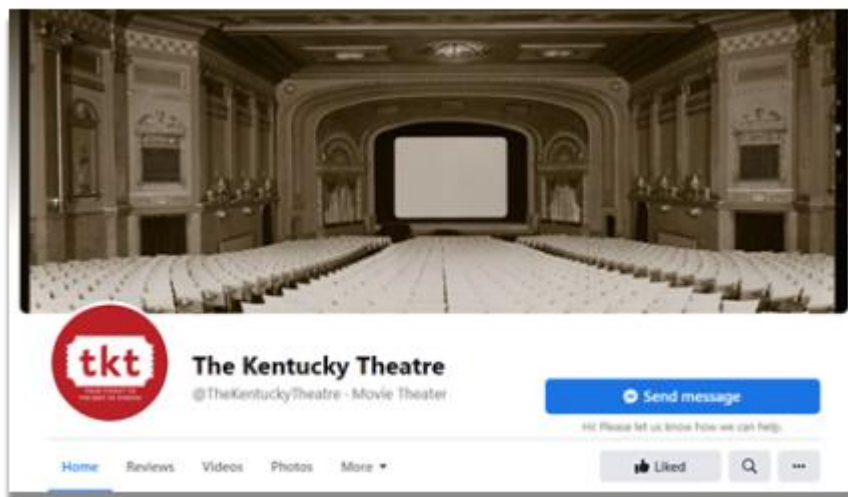 tkt
The Kentucky Theatre
@TheKentuckyTheatre · Movie Theater
Send message
Hi! Please let us know how we can help.
Home Reviews Videos Photos More
Liked